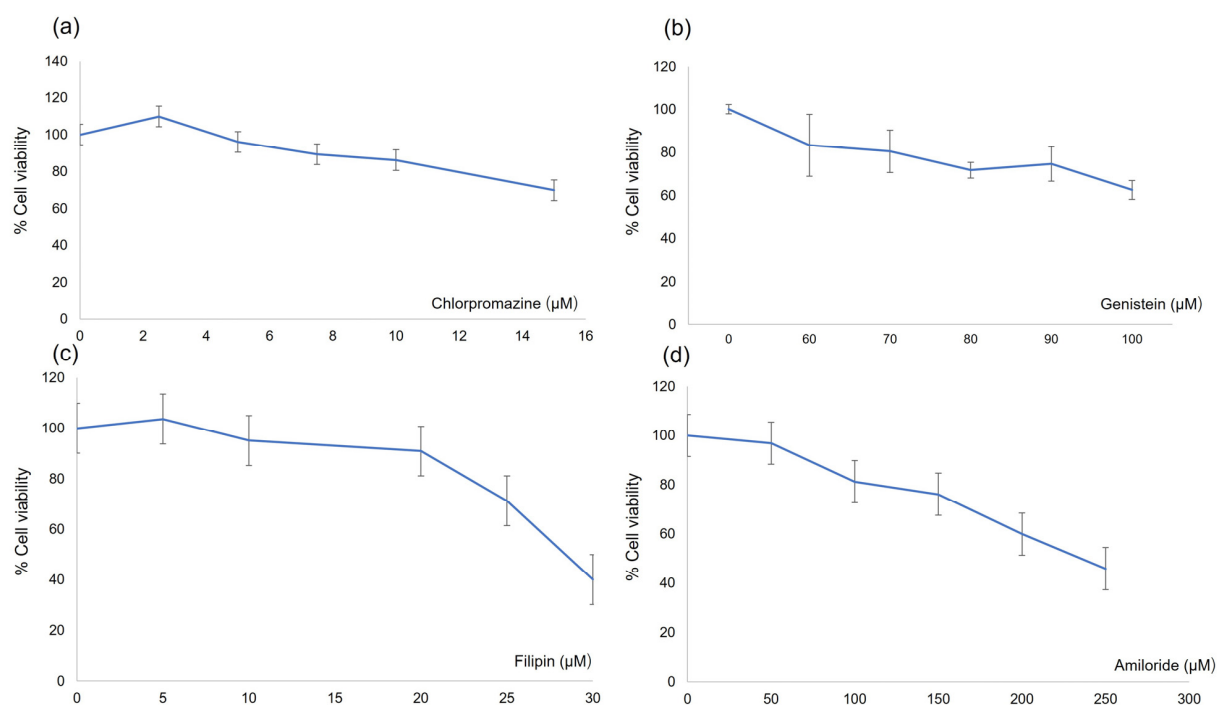 (a)
140
120
100
80
60
40
20
0
% Cell viability
Chlorpromazine (μM)
0 2 4 6 8 10 12 14 16
(b)
120
100
80
60
40
20
0
% Cell viability
Genistein (μM)
0 60 70 80 90 100
(c)
120
100
80
60
40
20
0
% Cell viability
Filipin (μM)
0 5 10 20 25 30
(d)
120
100
80
60
40
20
0
% Cell viability
Amiloride (μM)
0 50 100 150 200 250 300